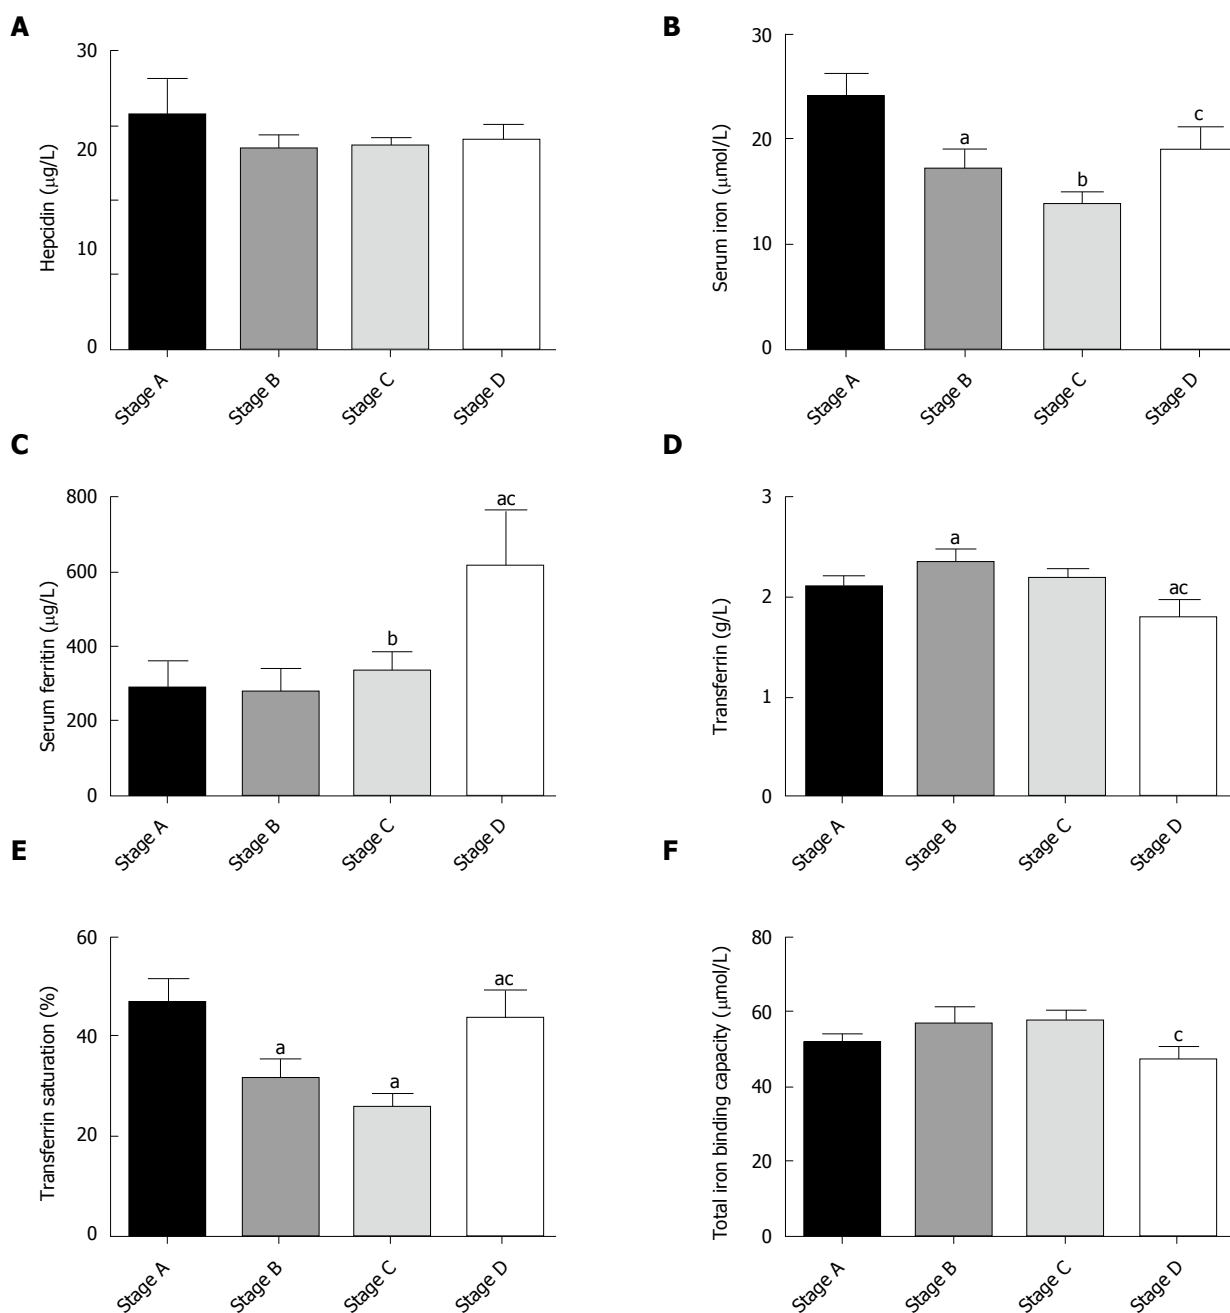 A
Hepcidin (μg/L)
30
20
10
0
Stage A
Stage B
Stage C
Stage D
B
Serum iron (μmol/L)
30
20
10
0
a
b
c
Stage A
Stage B
Stage C
Stage D
C
Serum ferritin (μg/L)
800
600
400
200
0
b
ac
Stage A
Stage B
Stage C
Stage D
D
Transferrin (g/L)
3
2
1
0
a
ac
Stage A
Stage B
Stage C
Stage D
E
Transferrin saturation (%)
60
40
20
0
a
a
ac
Stage A
Stage B
Stage C
Stage D
F
Total iron binding capacity (μmol/L)
80
60
40
20
0
c
Stage A
Stage B
Stage C
Stage D